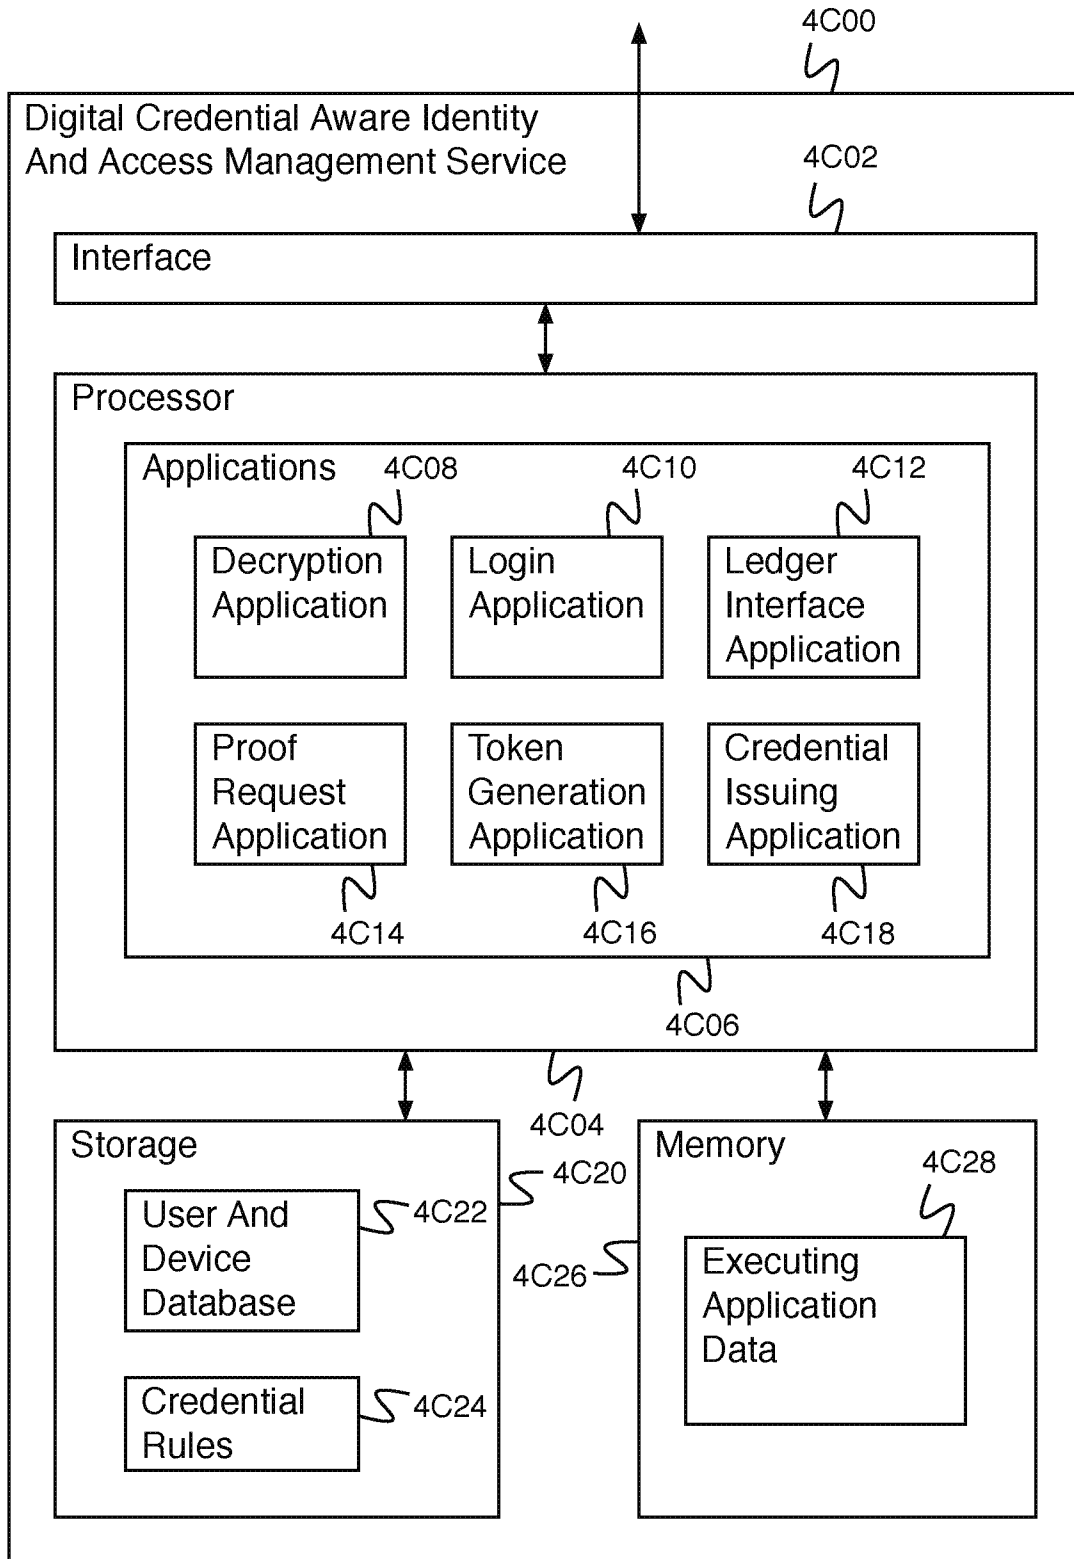 4C00
Digital Credential Aware Identity
And Access Management Service
4C02
Interface
Processor
Applications
4C08
4C10
4C12
Decryption
Application
Login
Application
Ledger
Interface
Application
Proof
Request
Application
Token
Generation
Application
Credential
Issuing
Application
4C14
4C16
4C18
4C06
4C04
Storage
4C20
User And
Device
Database
4C22
Credential
Rules
4C24
Memory
4C28
4C26
Executing
Application
Data